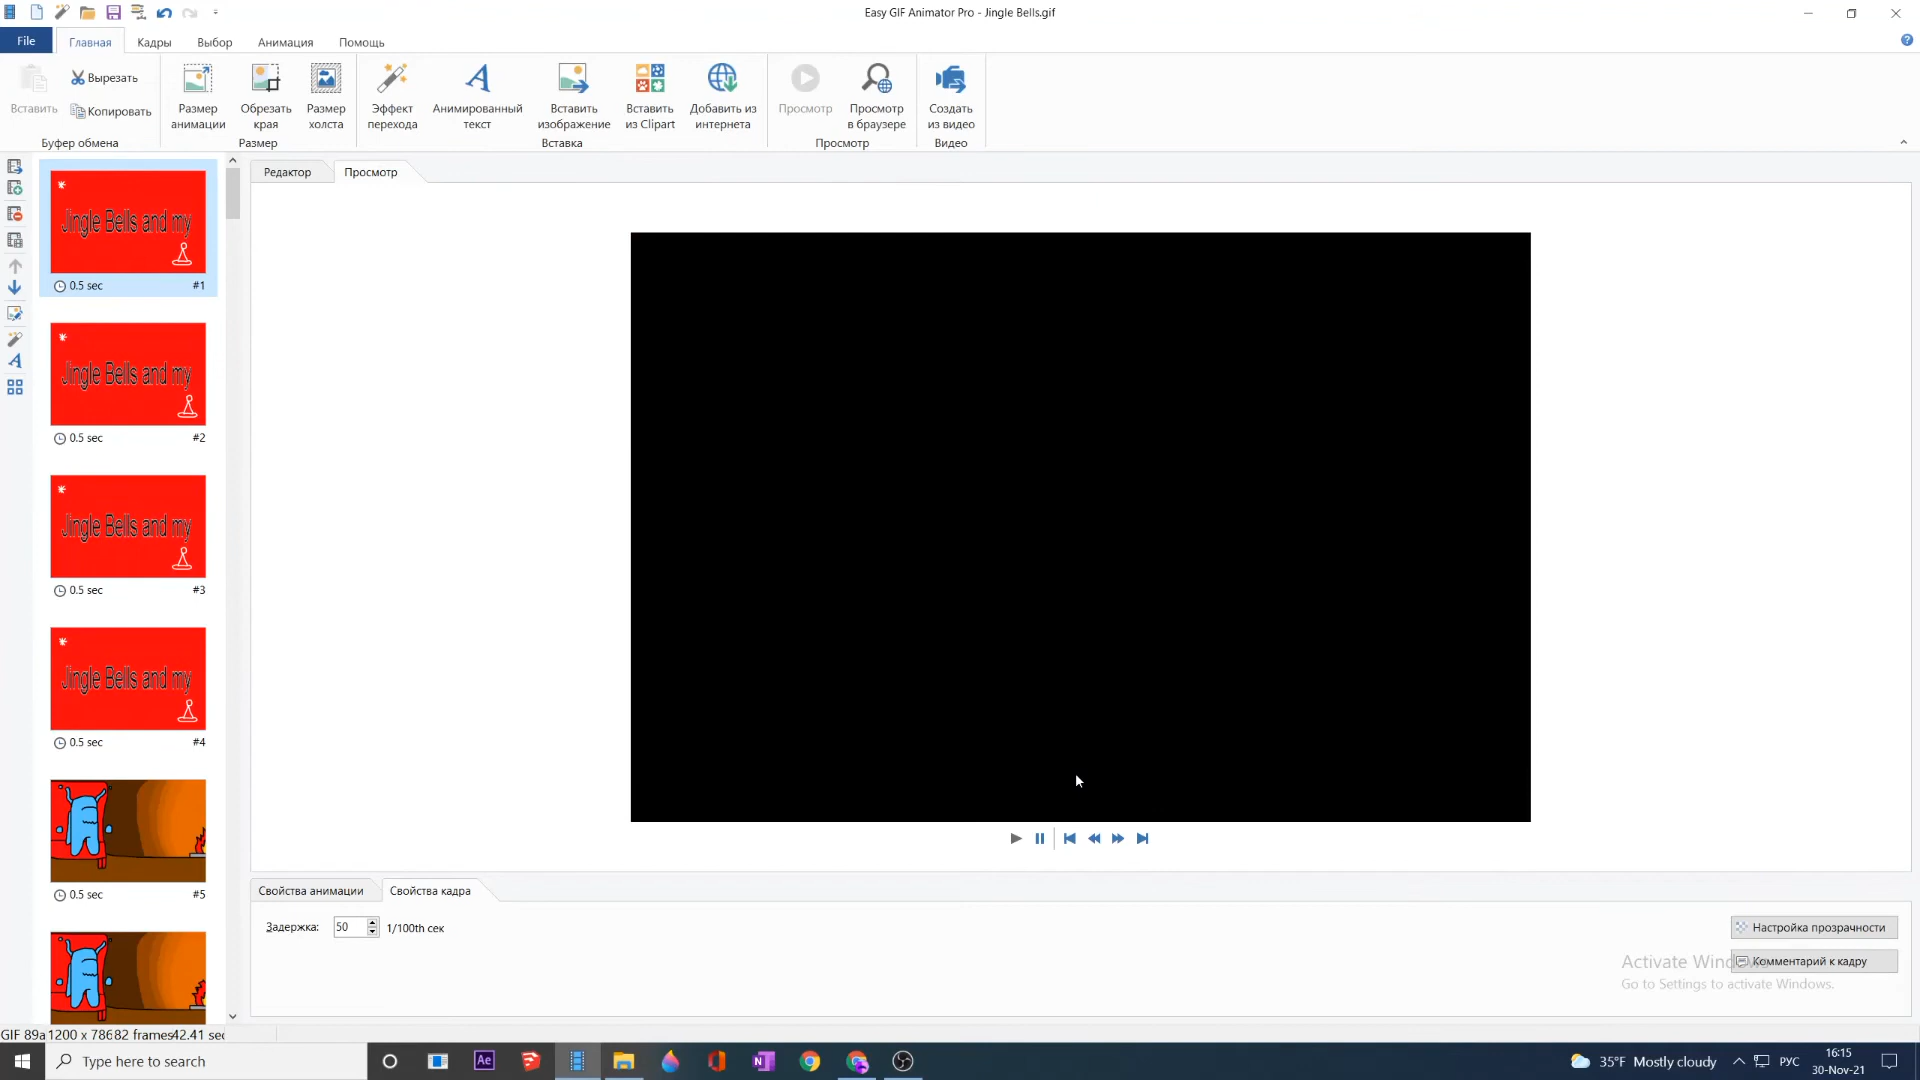 Easy GIF Animator Pro - Jingle Bells.gif
File
Главная
Кадры
Выбор
Анимация
Помощь
Вставить
Вырезать
Копировать
Буфер обмена
Размер
анимации
Обрезать
края
Размер
холста
Размер
Эффект
перехода
Анимированный
текст
Вставить
изображение
Вставить
из Clipart
Добавить из
интернета
Вставка
Просмотр
Просмотр
в браузере
Просмотр
Создать
из видео
Видео
Редактор
Просмотр
Jingle Bells and my
0.5 sec #1
Jingle Bells and my
0.5 sec #2
Jingle Bells and my
0.5 sec #3
Jingle Bells and my
0.5 sec #4
0.5 sec #5
Свойства анимации
Свойства кадра
Задержка: 50 1/100th сек
Настройка прозрачности
Комментарий к кадру
Activate Windows
Go to Settings to activate Windows.
GIF 89a 1200 x 786 82 frames 42.41 sec
Type here to search
Ae
N
35°F Mostly cloudy
РУС
16:15
30-Nov-21